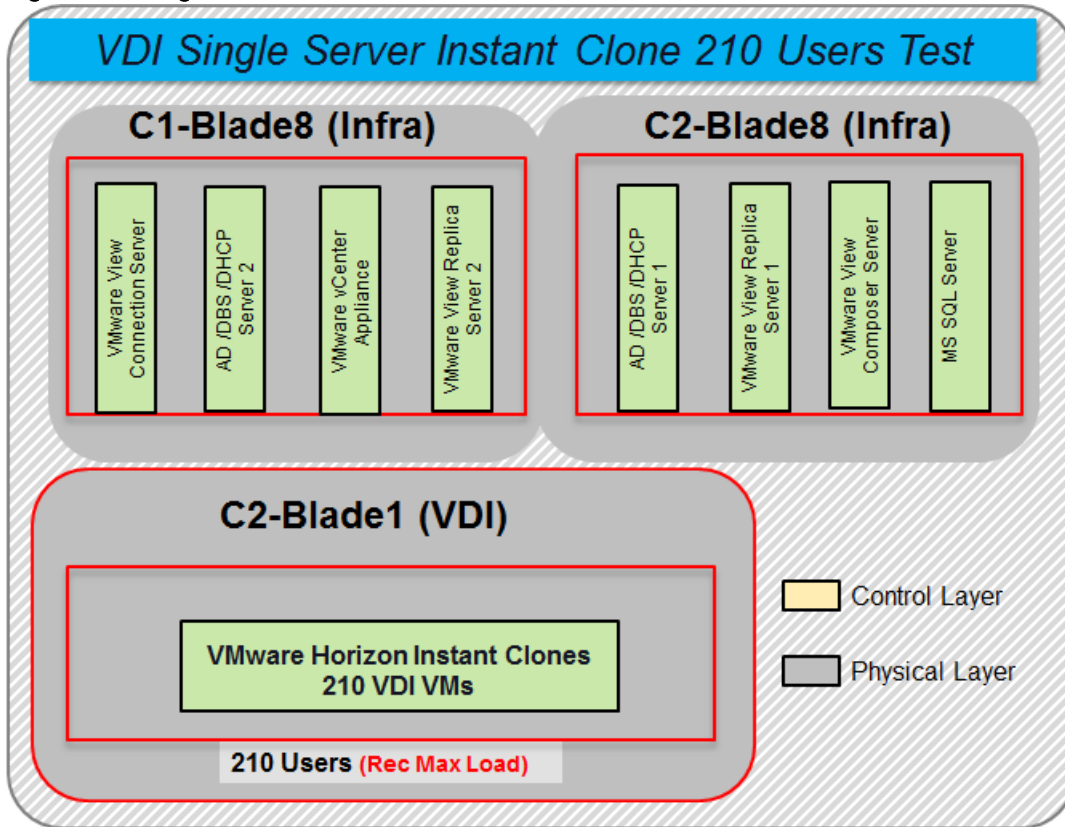 VDI Single Server Instant Clone 210 Users Test
C1-Blade8 (Infra)
VMware View
Connection Server
AD /DBS /DHCP
Server 2
VMware vCenter
Appliance
VMware View Replica
Server 2
C2-Blade8 (Infra)
AD /DBS /DHCP
Server 1
VMware View Replica
Server 1
VMware View
Composer Server
MS SQL Server
C2-Blade1 (VDI)
VMware Horizon Instant Clones
210 VDI VMs
210 Users (Rec Max Load)
Control Layer
Physical Layer